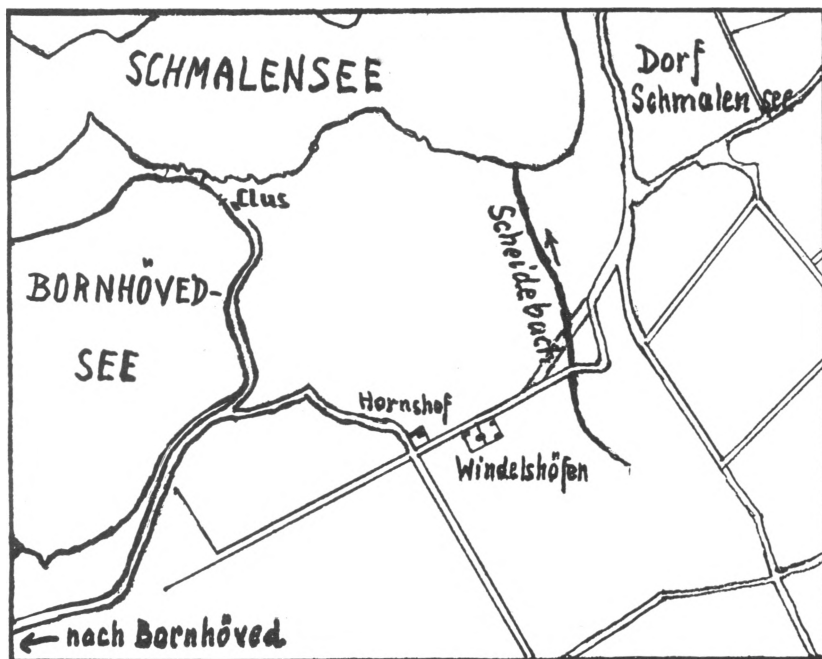 SCHMALENSEE
Dorf
Schmalensee
Clus
Scheidebach
BORNHÖVED-
SEE
Hornshof
Windelshöfen
nach Bornhöved